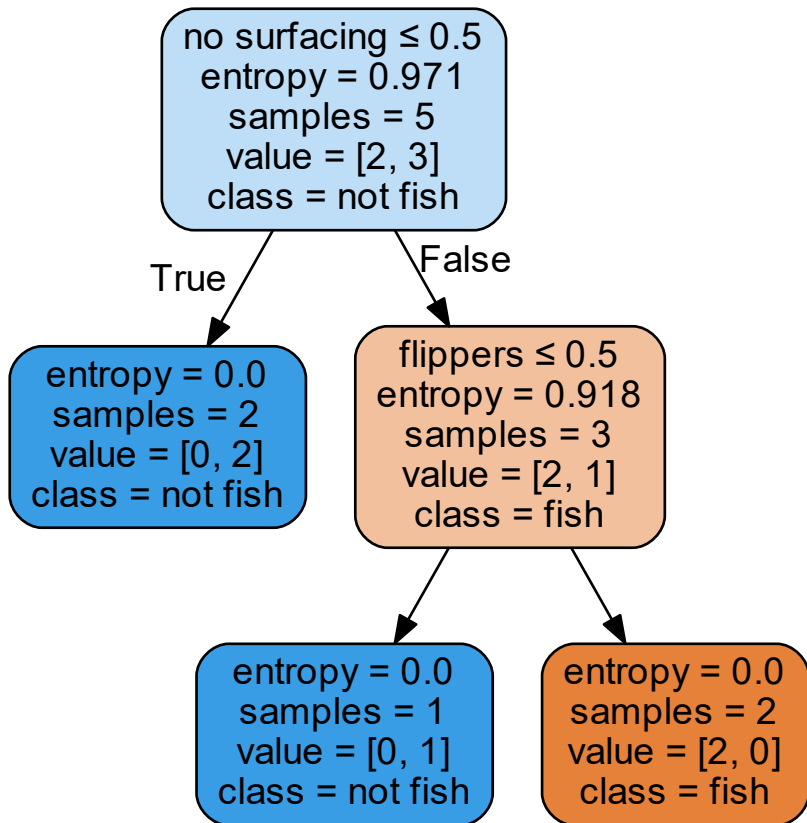 no surfacing ≤ 0.5
entropy = 0.971
samples = 5
value = [2, 3]
class = not fish
True
False
entropy = 0.0
samples = 2
value = [0, 2]
class = not fish
flippers ≤ 0.5
entropy = 0.918
samples = 3
value = [2, 1]
class = fish
entropy = 0.0
samples = 1
value = [0, 1]
class = not fish
entropy = 0.0
samples = 2
value = [2, 0]
class = fish